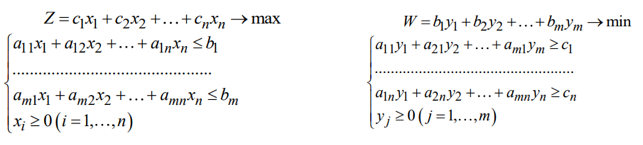 Z = c₁x₁ + c₂x₂ + … + cₙxₙ → max
a₁₁x₁ + a₁₂x₂ + … + a₁ₙxₙ ≤ b₁
.............................................
aₘ₁x₁ + aₘ₂x₂ + … + aₘₙxₙ ≤ bₘ
xᵢ ≥ 0 (i = 1,…,n)
W = b₁y₁ + b₂y₂ + … + bₘyₘ → min
a₁₁y₁ + a₂₁y₂ + … + aₘ₁yₘ ≥ c₁
.............................................
a₁ₙy₁ + a₂ₙy₂ + … + aₘₙyₙ ≥ cₙ
yⱼ ≥ 0 (j = 1,…,m)